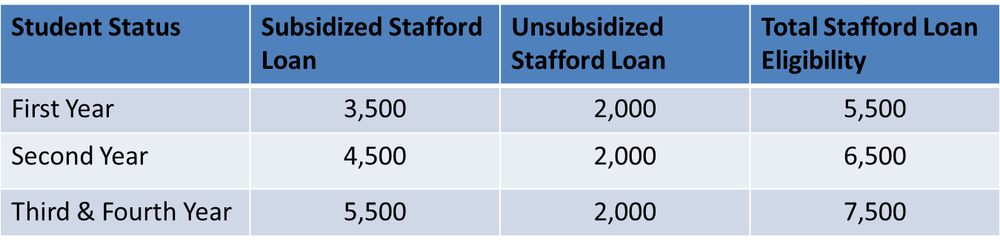 Student Status
Subsidized Stafford
Loan
Unsubsidized
Stafford Loan
Total Stafford Loan
Eligibility
First Year 3,500 2,000 5,500
Second Year 4,500 2,000 6,500
Third & Fourth Year 5,500 2,000 7,500